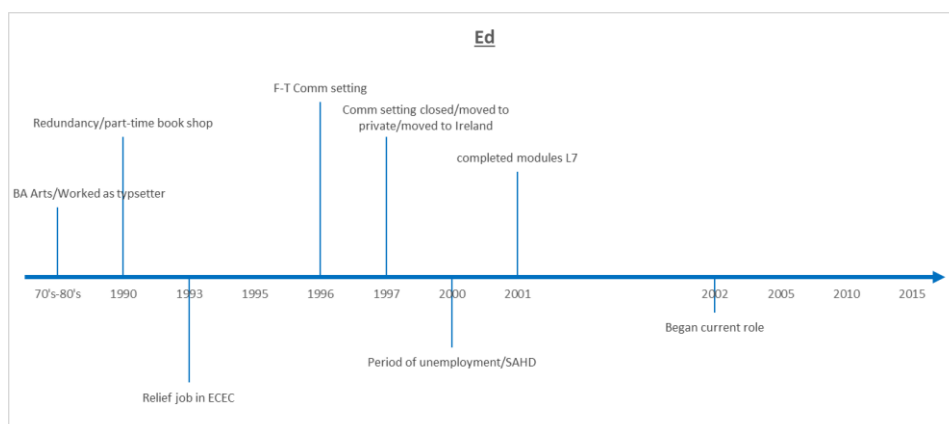 Ed
F-T Comm setting
Comm setting closed/moved to
private/moved to Ireland
Redundancy/part-time book shop
completed modules L7
BA Arts/Worked as typsetter
70's-80's 1990 1993 1995 1996 1997 2000 2001 2002 2005 2010 2015
Began current role
Period of unemployment/SAHD
Relief job in ECEC